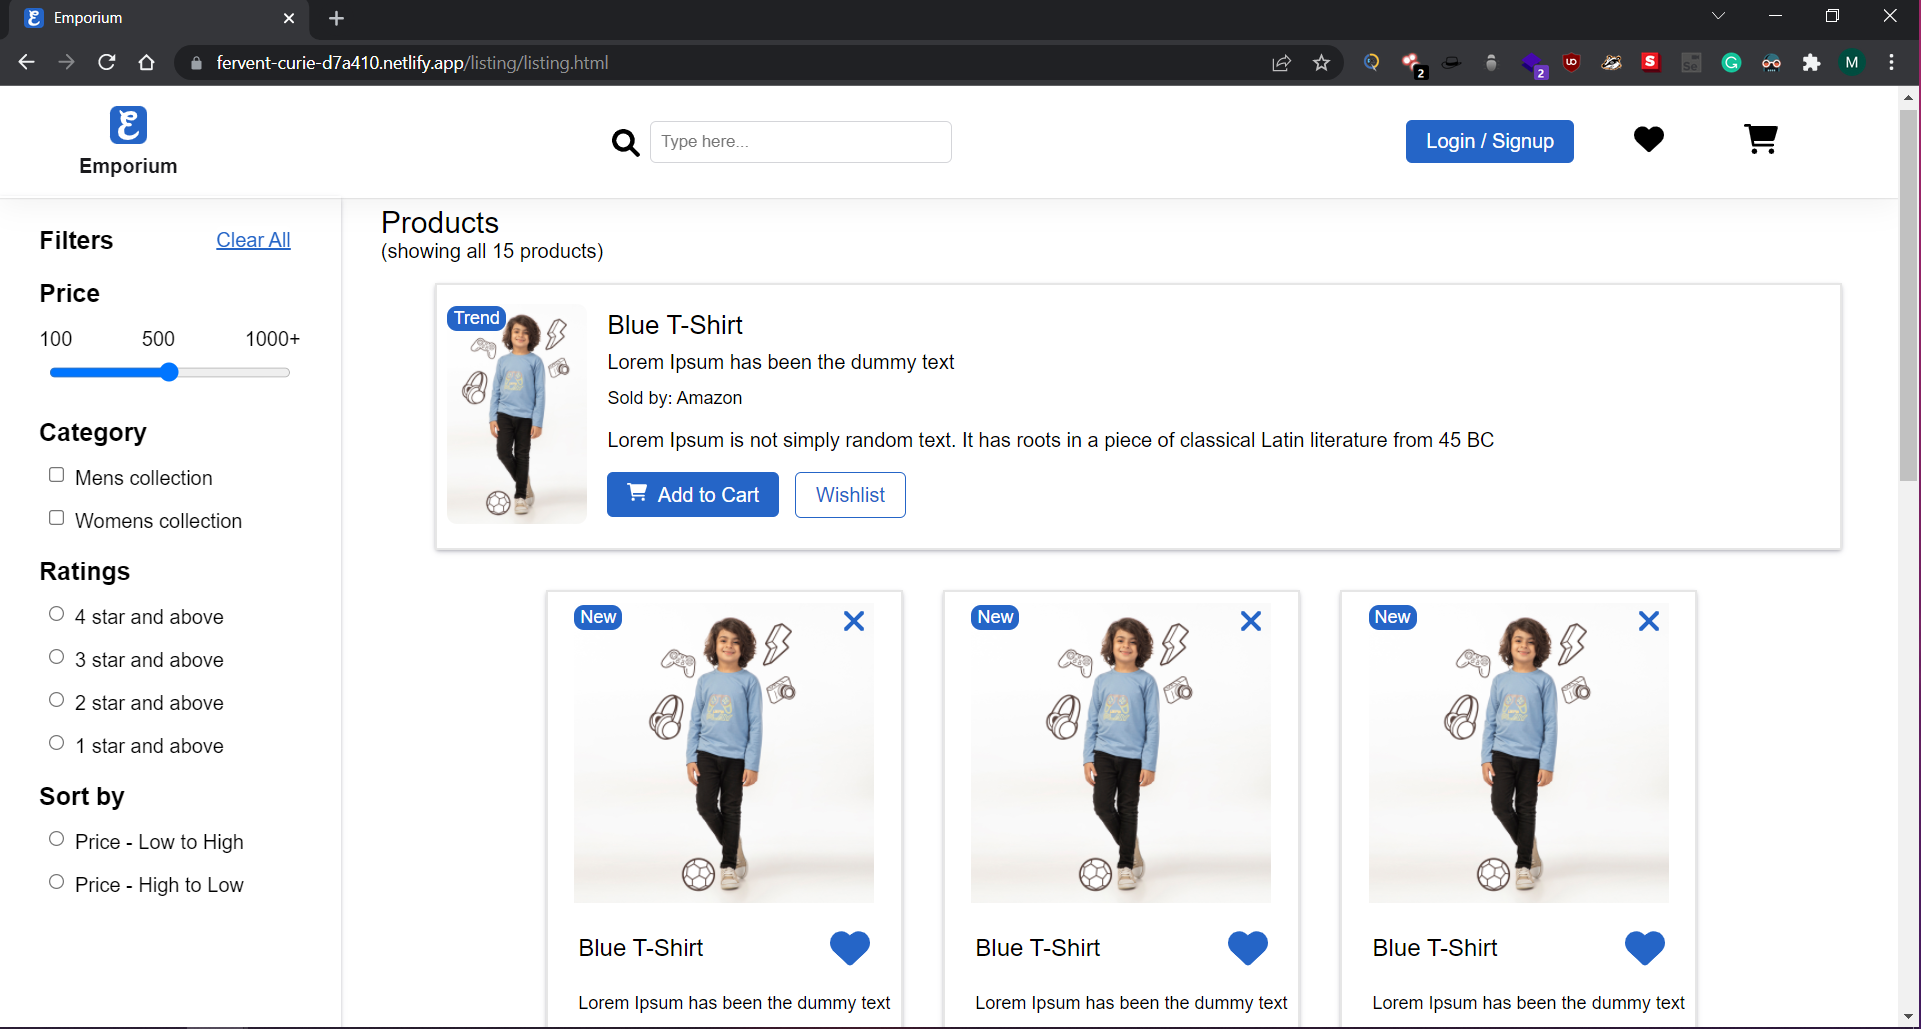 Emporium
fervent-curie-d7a410.netlify.app/listing/listing.html
2
2
UD
S
Se
G
M
E
Emporium
Type here...
Login / Signup
Filters
Clear All
Price
100 500 1000+
Category
Mens collection
Womens collection
Ratings
4 star and above
3 star and above
2 star and above
1 star and above
Sort by
Price - Low to High
Price - High to Low
Products
(showing all 15 products)
Trend
Blue T-Shirt
Lorem Ipsum has been the dummy text
Sold by: Amazon
Lorem Ipsum is not simply random text. It has roots in a piece of classical Latin literature from 45 BC
Add to Cart
Wishlist
New
Blue T-Shirt
Lorem Ipsum has been the dummy text
New
Blue T-Shirt
Lorem Ipsum has been the dummy text
New
Blue T-Shirt
Lorem Ipsum has been the dummy text